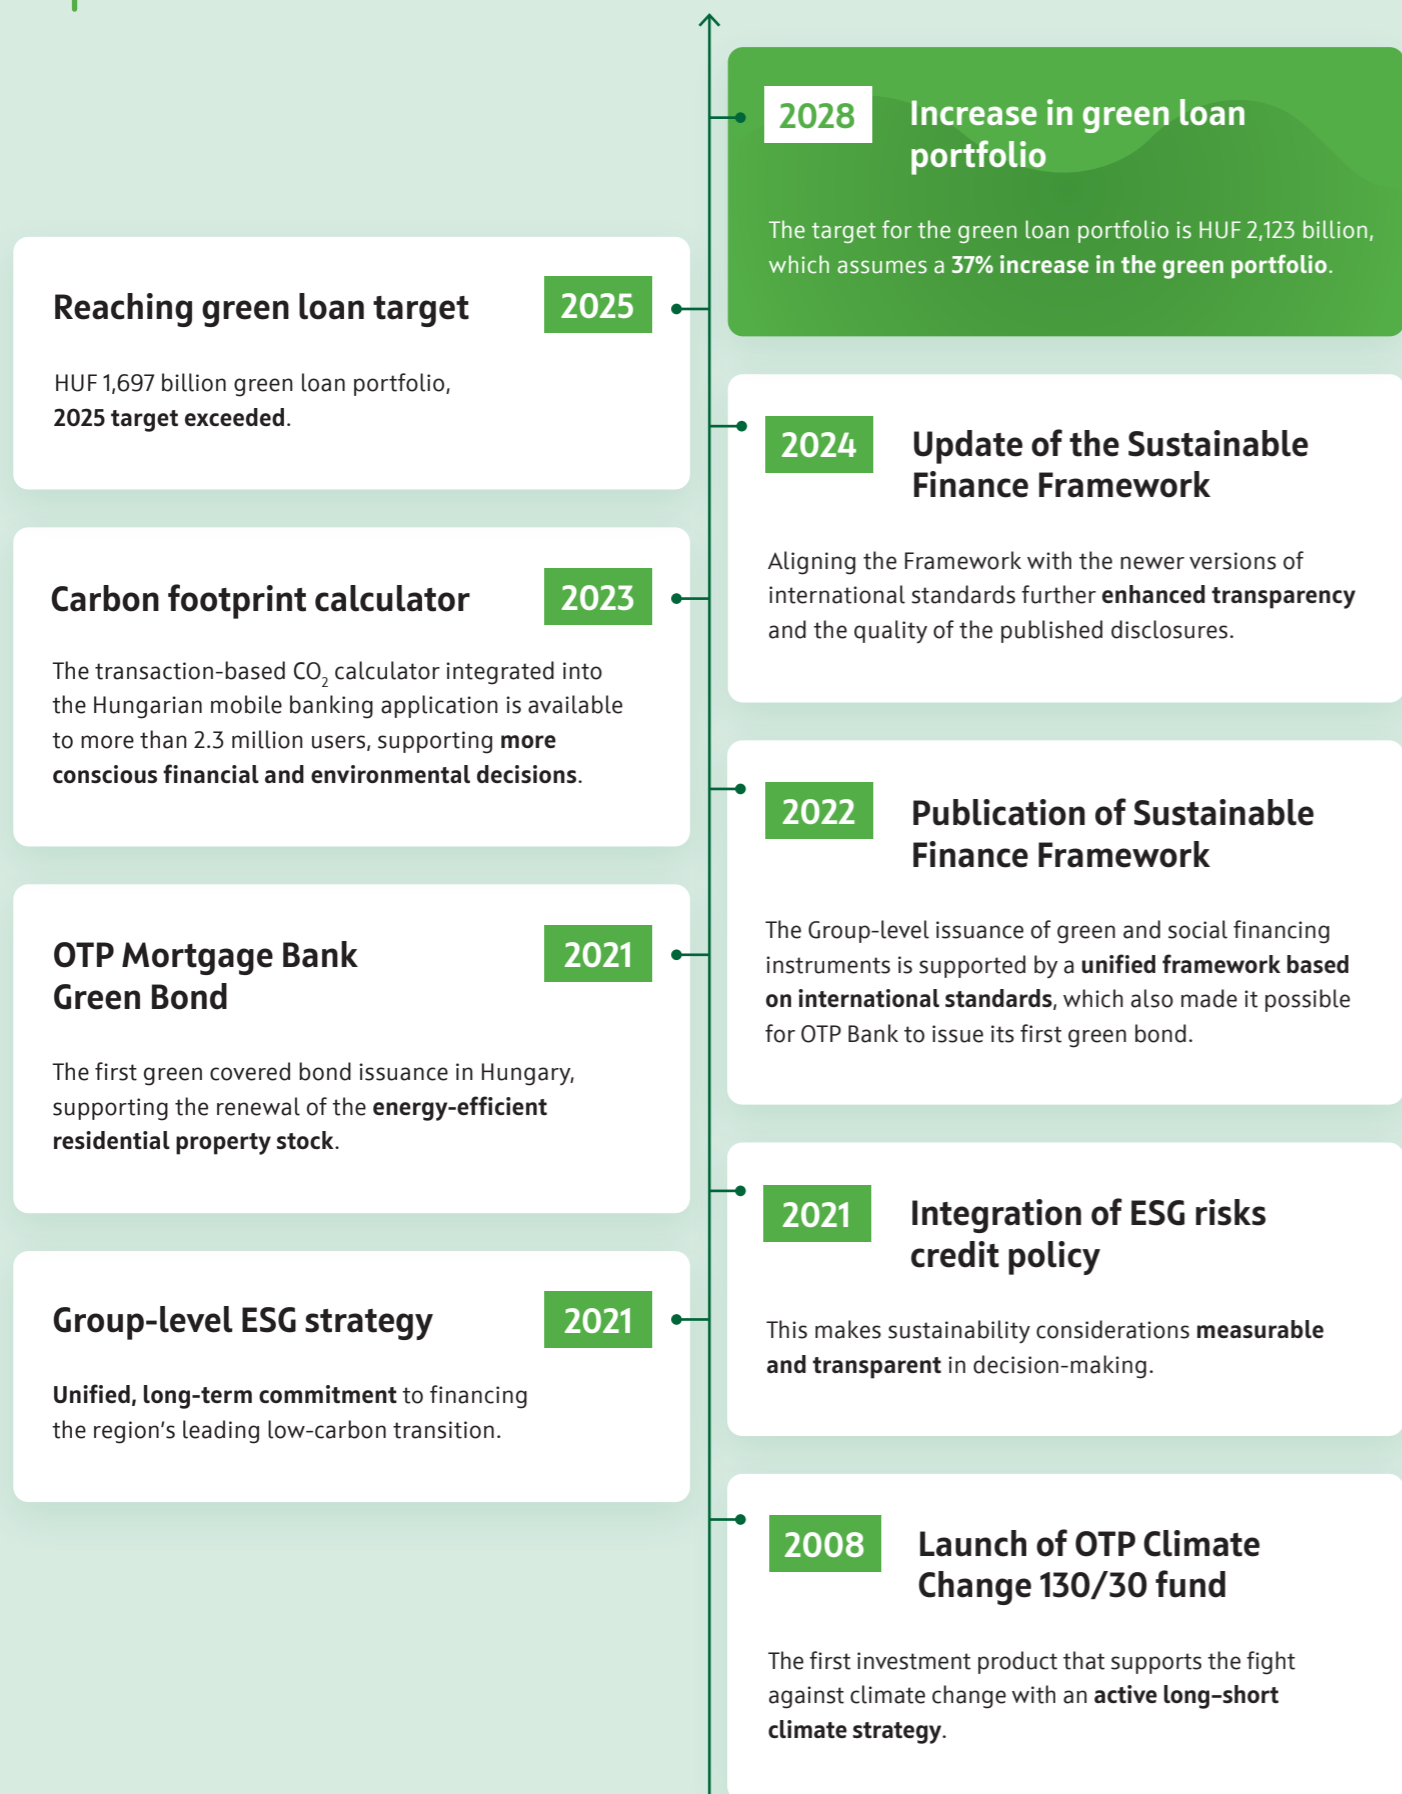 2028
Increase in green loan
portfolio
The target for the green loan portfolio is HUF 2,123 billion,
which assumes a 37% increase in the green portfolio.
Reaching green loan target
2025
HUF 1,697 billion green loan portfolio,
2025 target exceeded.
2024
Update of the Sustainable
Finance Framework
Aligning the Framework with the newer versions of
international standards further enhanced transparency
and the quality of the published disclosures.
Carbon footprint calculator
2023
The transaction-based CO₂ calculator integrated into
the Hungarian mobile banking application is available
to more than 2.3 million users, supporting more
conscious financial and environmental decisions.
2022
Publication of Sustainable
Finance Framework
The Group-level issuance of green and social financing
instruments is supported by a unified framework based
on international standards, which also made it possible
for OTP Bank to issue its first green bond.
OTP Mortgage Bank
Green Bond
2021
The first green covered bond issuance in Hungary,
supporting the renewal of the energy-efficient
residential property stock.
2021
Integration of ESG risks
credit policy
This makes sustainability considerations measurable
and transparent in decision-making.
Group-level ESG strategy
2021
Unified, long-term commitment to financing
the region's leading low-carbon transition.
2008
Launch of OTP Climate
Change 130/30 fund
The first investment product that supports the fight
against climate change with an active long-short
climate strategy.